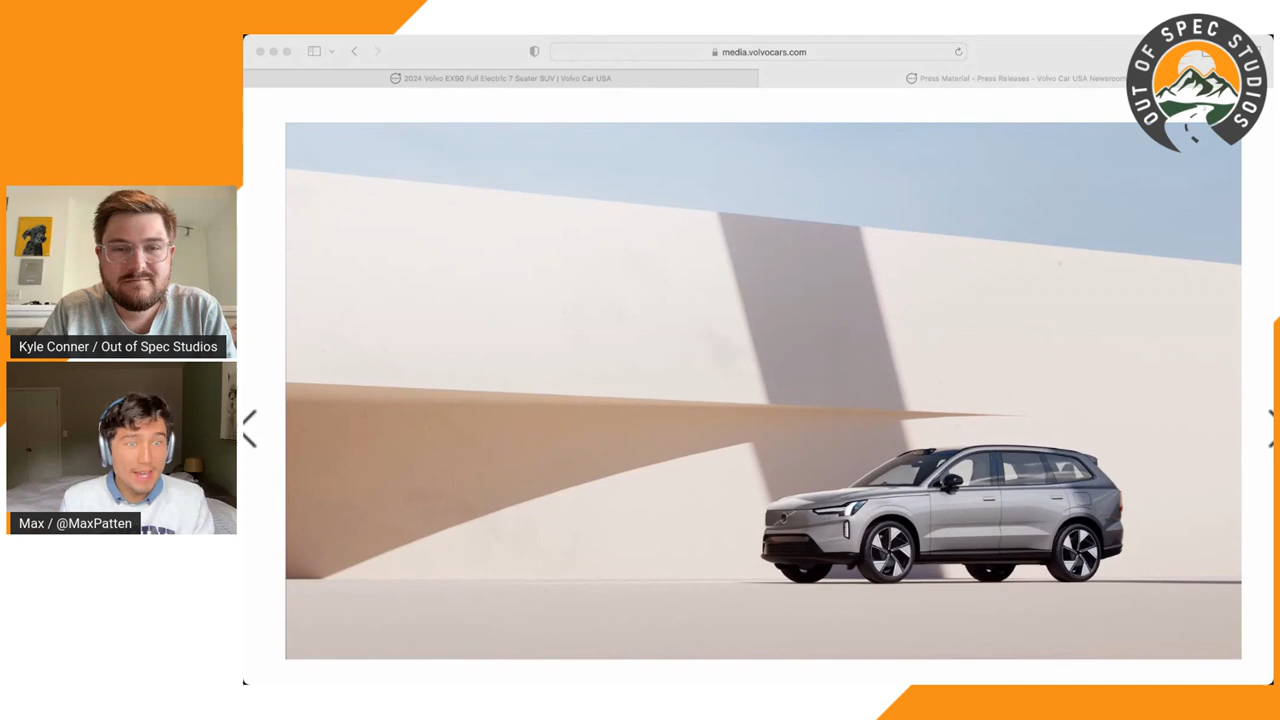 media.volvocars.com
2024 Volvo EX90 Full Electric 7 Seater SUV | Volvo Car USA
Press Material - Press Releases - Volvo Car USA Newsroom
OUT OF SPEC STUDIOS
Kyle Conner / Out of Spec Studios
Max / @MaxPatten